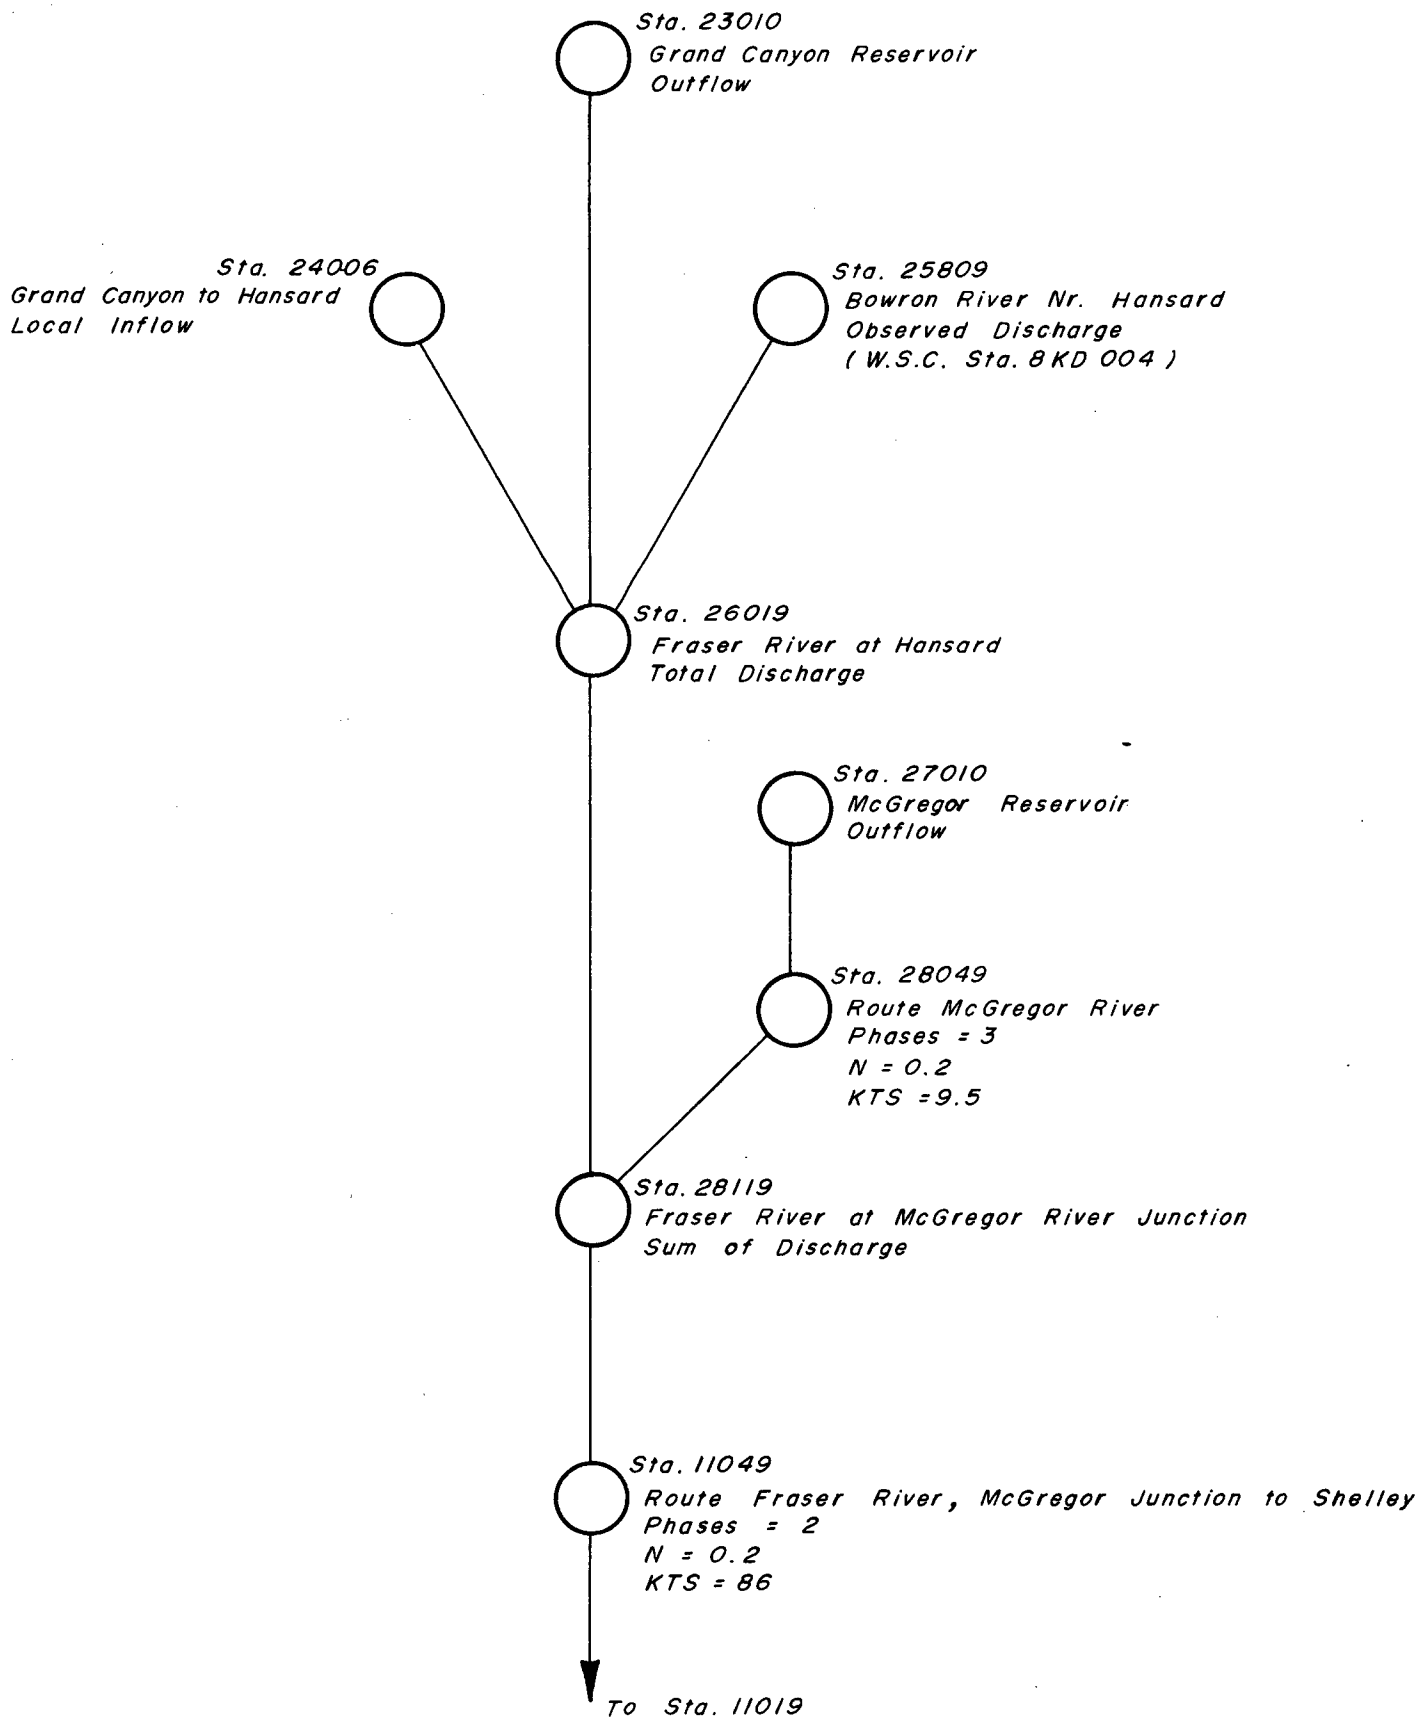 Sta. 23010
Grand Canyon Reservoir
Outflow
Sta. 24006
Grand Canyon to Hansard
Local Inflow
Sta. 25809
Bowron River Nr. Hansard
Observed Discharge
( W.S.C. Sta. 8 KD 004 )
Sta. 26019
Fraser River at Hansard
Total Discharge
Sta. 27010
McGregor Reservoir
Outflow
Sta. 28049
Route McGregor River
Phases = 3
N = 0.2
KTS = 9.5
Sta. 28119
Fraser River at McGregor River Junction
Sum of Discharge
Sta. 11049
Route Fraser River, McGregor Junction to Shelley
Phases = 2
N = 0.2
KTS = 86
To Sta. 11019